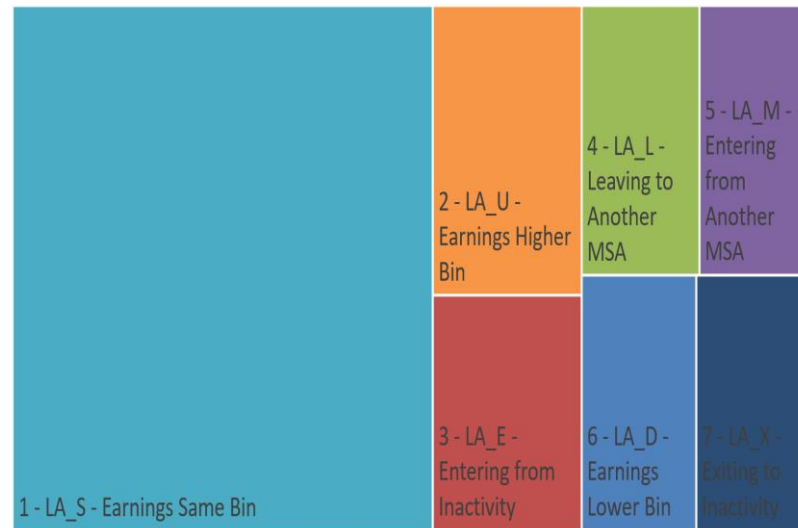 1 - LA_S - Earnings Same Bin
2 - LA_U -
Earnings Higher
Bin
3 - LA_E -
Entering from
Inactivity
4 - LA_L -
Leaving to
Another
MSA
5 - LA_M -
Entering
from
Another
MSA
6 - LA_D -
Earnings
Lower Bin
7 - LA_X -
Exiting to
Inactivity